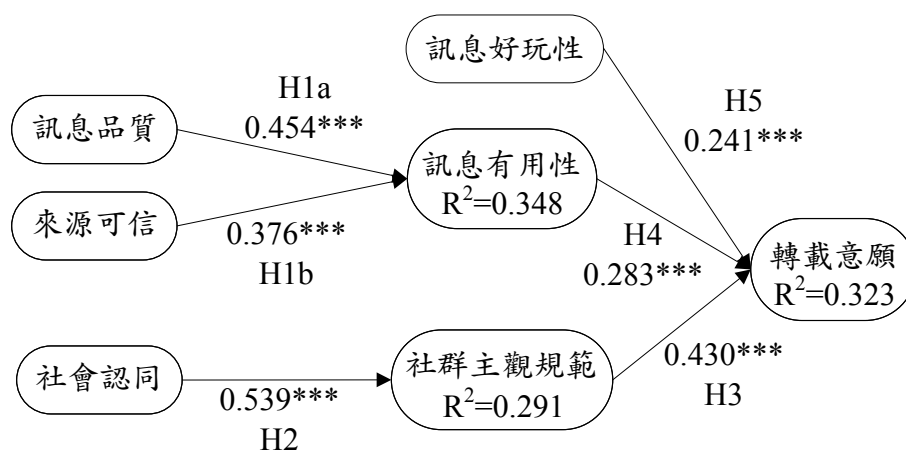 訊息好玩性
H1a
0.454***
H5
0.241***
訊息品質
訊息有用性
R²=0.348
來源可信
0.376***
H1b
H4
0.283***
轉載意願
R²=0.323
社會認同
0.539***
H2
社群主觀規範
R²=0.291
0.430***
H3